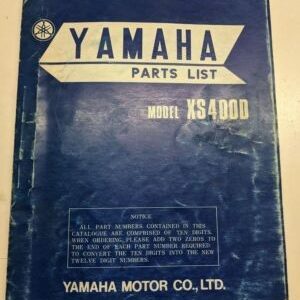 YAMAHA
PARTS LIST
MODEL XS400D
NOTICE
ALL PART NUMBERS CONTAINED IN THIS
CATALOGUE ARE COMPRISED OF TEN DIGITS.
WHEN ORDERING, PLEASE ADD TWO ZEROS TO
THE END OF EACH PART NUMBER REQUIRED
TO CONVERT THE TEN DIGITS INTO THE NEW
TWELVE DIGIT NUMBERS.
YAMAHA MOTOR CO., LTD.